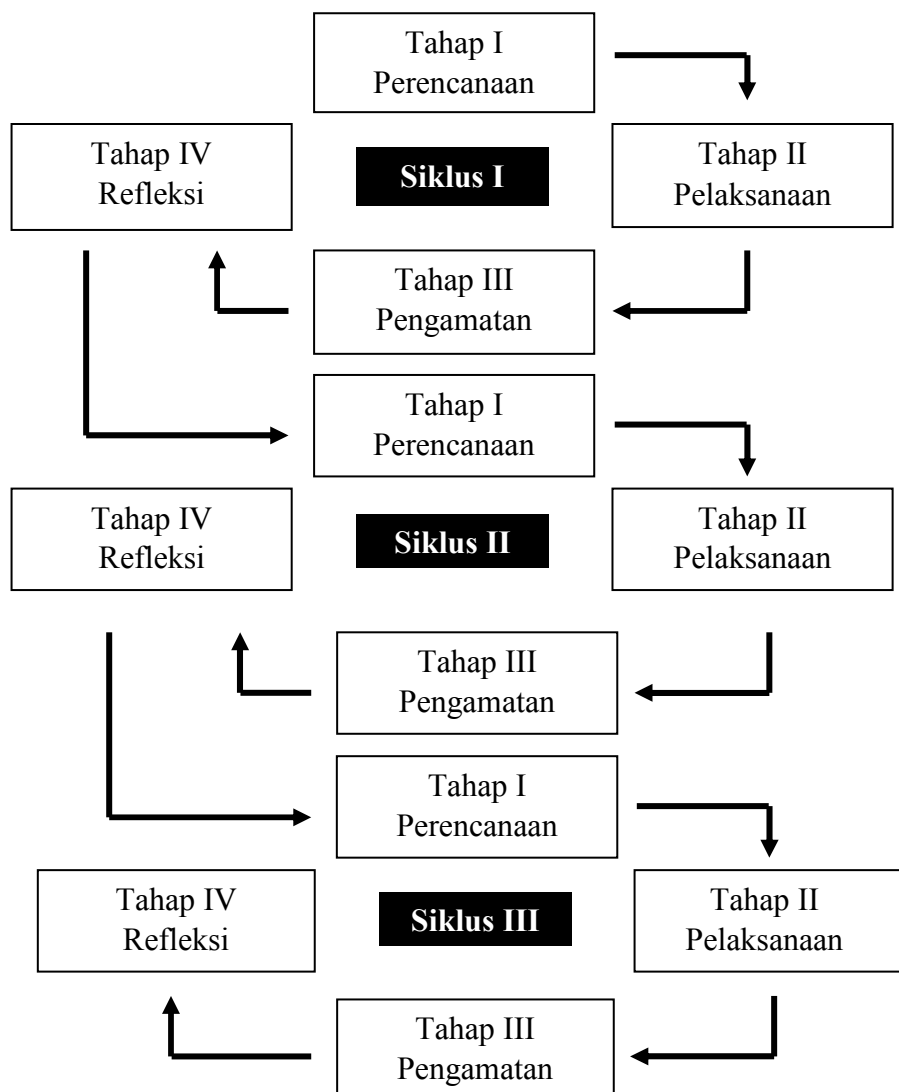 Tahap I
Perencanaan
Tahap IV
Refleksi
Siklus I
Tahap II
Pelaksanaan
Tahap III
Pengamatan
Tahap I
Perencanaan
Tahap IV
Refleksi
Siklus II
Tahap II
Pelaksanaan
Tahap III
Pengamatan
Tahap I
Perencanaan
Tahap IV
Refleksi
Siklus III
Tahap II
Pelaksanaan
Tahap III
Pengamatan